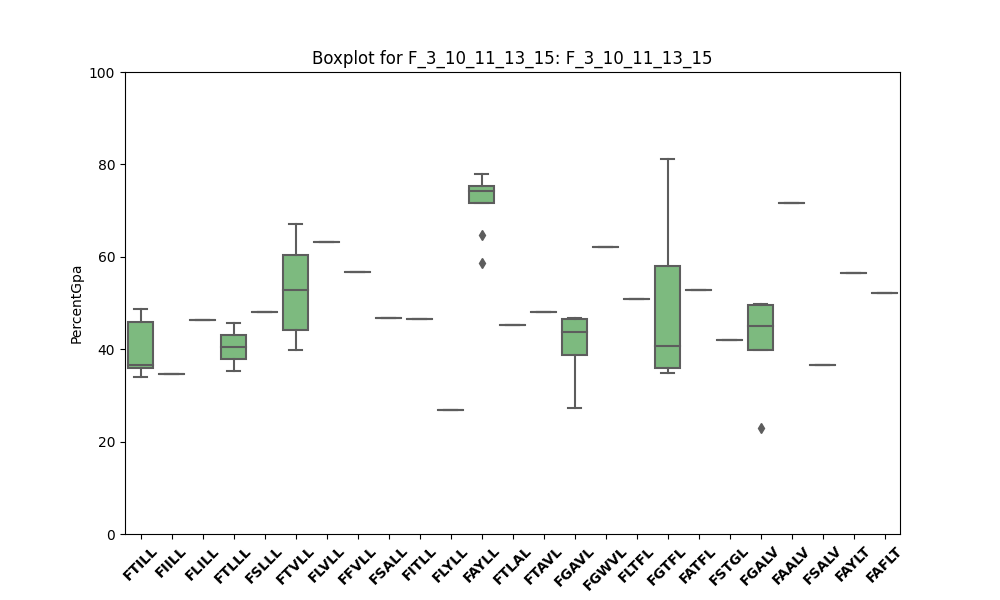 Boxplot for F_3_10_11_13_15: F_3_10_11_13_15
PercentGpa
100
80
60
40
20
0
FTILL FIILL FLILL FTLLL FSLLL FTVLL FLVLL FFVLL FSALL FITLL FLYLL FAYLL FTLAL FTAVL FGAVL FGWVL FLTFL FGTFL FATFL FSTGL FGALV FAALV FSALV FAYLT FAFLT